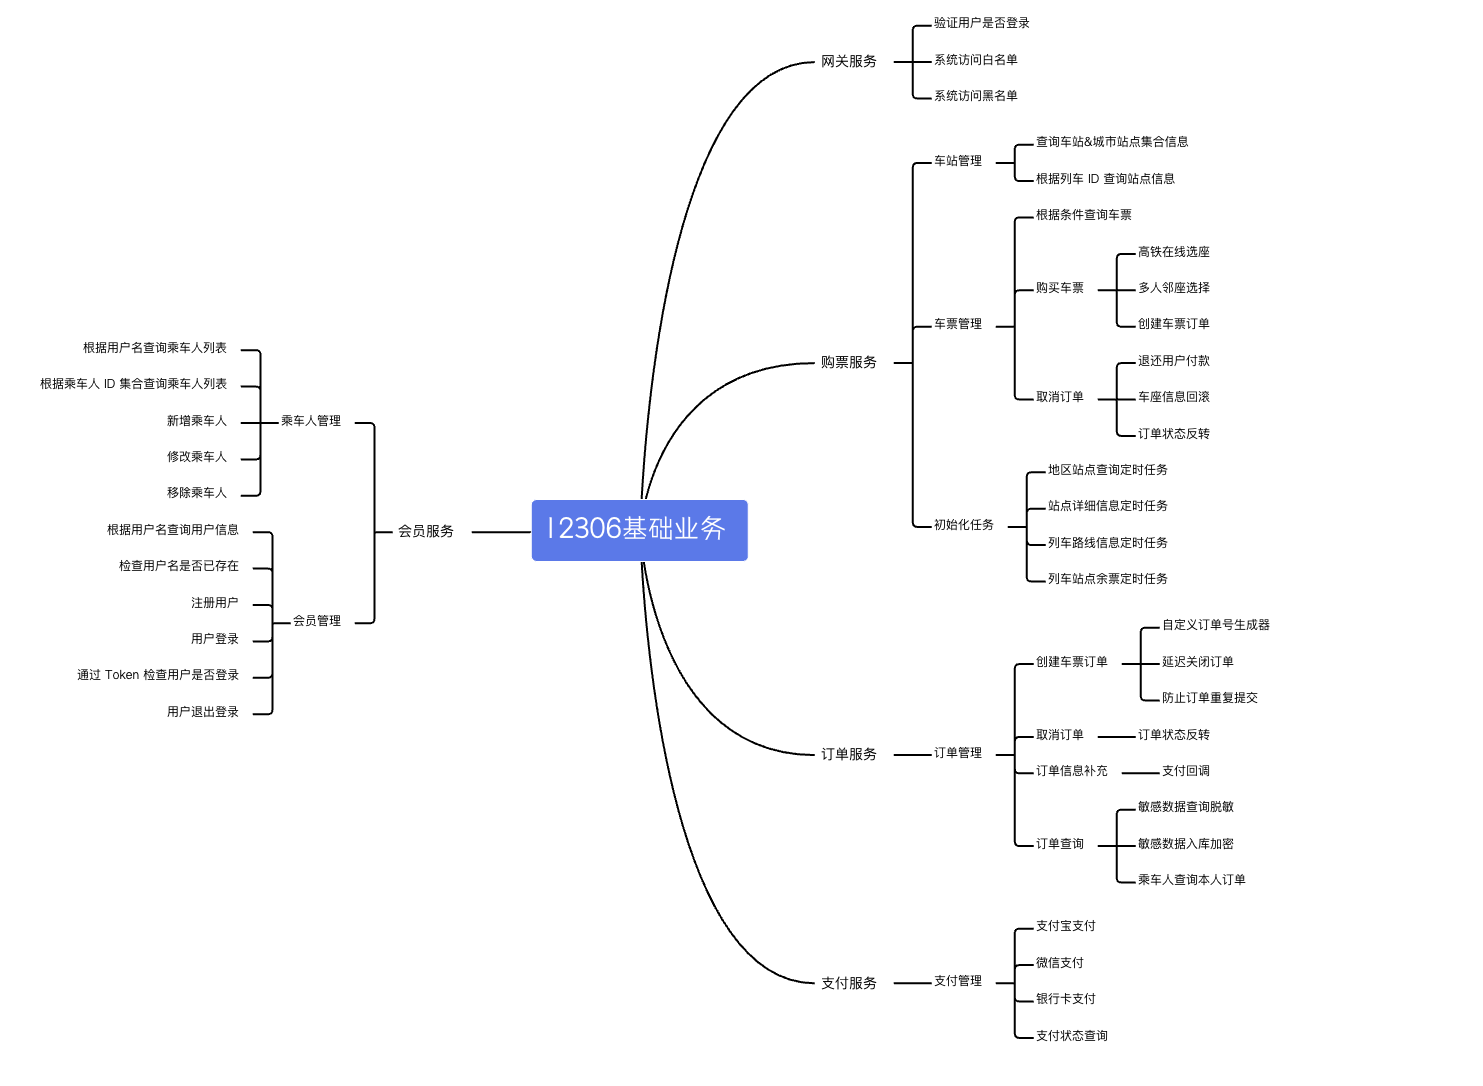 12306基础业务
网关服务
验证用户是否登录
系统访问白名单
系统访问黑名单
购票服务
车站管理
查询车站&城市站点集合信息
根据列车 ID 查询站点信息
车票管理
根据条件查询车票
购买车票
高铁在线选座
多人邻座选择
创建车票订单
取消订单
退还用户付款
车座信息回滚
订单状态反转
初始化任务
地区站点查询定时任务
站点详细信息定时任务
列车路线信息定时任务
列车站点余票定时任务
订单服务
订单管理
创建车票订单
自定义订单号生成器
延迟关闭订单
防止订单重复提交
取消订单
订单状态反转
订单信息补充
支付回调
订单查询
敏感数据查询脱敏
敏感数据入库加密
乘车人查询本人订单
支付服务
支付管理
支付宝支付
微信支付
银行卡支付
支付状态查询
会员服务
乘车人管理
根据用户名查询乘车人列表
根据乘车人 ID 集合查询乘车人列表
新增乘车人
修改乘车人
移除乘车人
会员管理
根据用户名查询用户信息
检查用户名是否已存在
注册用户
用户登录
通过 Token 检查用户是否登录
用户退出登录